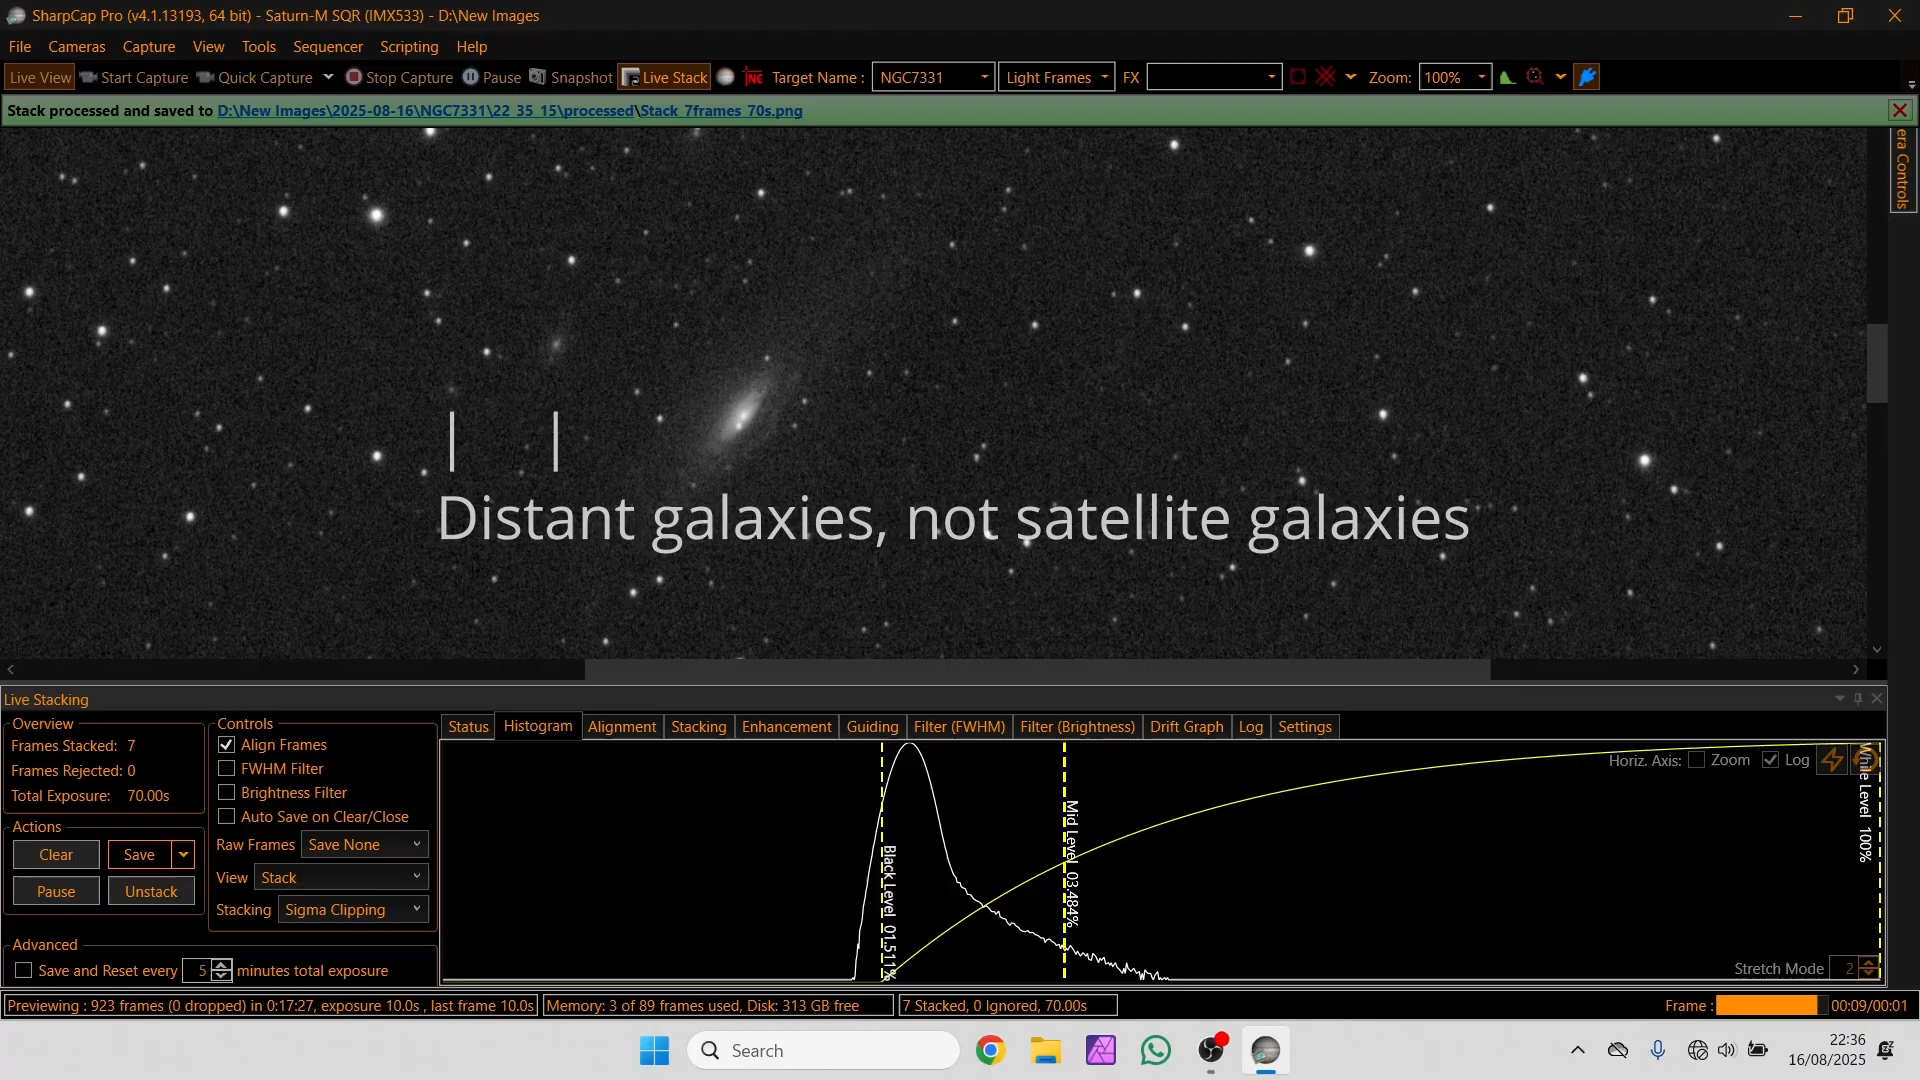 SharpCap Pro (v4.1.13193, 64 bit) - Saturn-M SQR (IMX533) - D:\New Images
File Cameras Capture View Tools Sequencer Scripting Help
Live View Start Capture Quick Capture Stop Capture Pause Snapshot Live Stack NC Target Name : NGC7331 Light Frames FX Zoom: 100%
Stack processed and saved to D:\New Images\2025-08-16\NGC7331\22_35_15\processed\Stack_7frames_70s.png
era Controls
Distant galaxies, not satellite galaxies
Live Stacking
Overview
Frames Stacked: 7
Frames Rejected: 0
Total Exposure: 70.00s
Actions
Clear Save
Pause Unstack
Controls
Align Frames
FWHM Filter
Brightness Filter
Auto Save on Clear/Close
Raw Frames Save None
View Stack
Stacking Sigma Clipping
Advanced
Save and Reset every 5 minutes total exposure
Status Histogram Alignment Stacking Enhancement Guiding Filter (FWHM) Filter (Brightness) Drift Graph Log Settings
Horiz. Axis: Zoom Log
Black Level 01.511%
Mid Level 03.484%
While Level 100%
Stretch Mode 2
Previewing : 923 frames (0 dropped) in 0:17:27, exposure 10.0s , last frame 10.0s
Memory: 3 of 89 frames used, Disk: 313 GB free
7 Stacked, 0 Ignored, 70.00s
Frame : 00:09/00:01
Search
22:36
16/08/2025